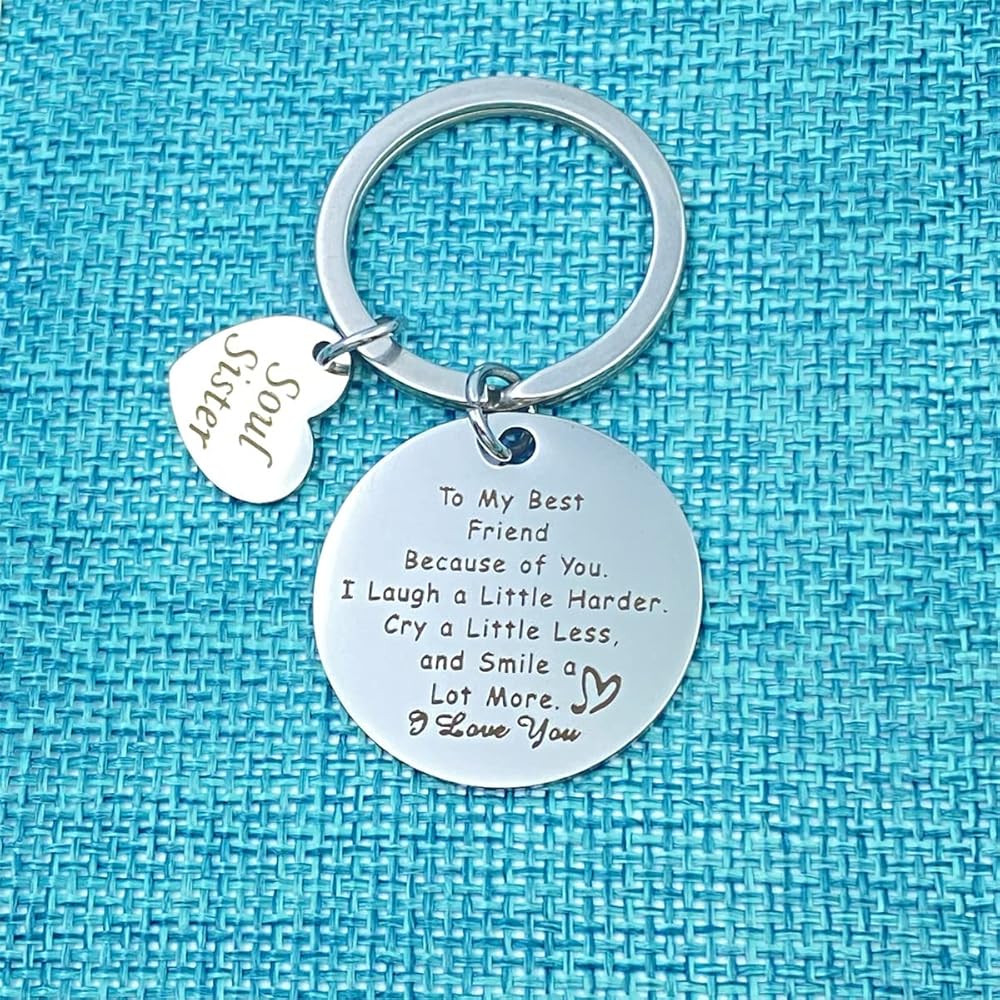 Soul
Sister
To My Best
Friend
Because of You.
I Laugh a Little Harder.
Cry a Little Less,
and Smile a
Lot More.
I Love You